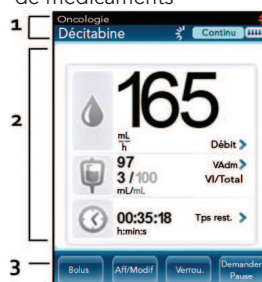 de médicaments
1
Oncologie
Décitabine
Continu
2
165
mL
h
Débit
97
VAdm
3 / 100
VI/Total
mL/mL
00:35:18
Tps rest.
h:min:s
3
Bolus
Aff/Modif
Verrou.
Demander
Pause